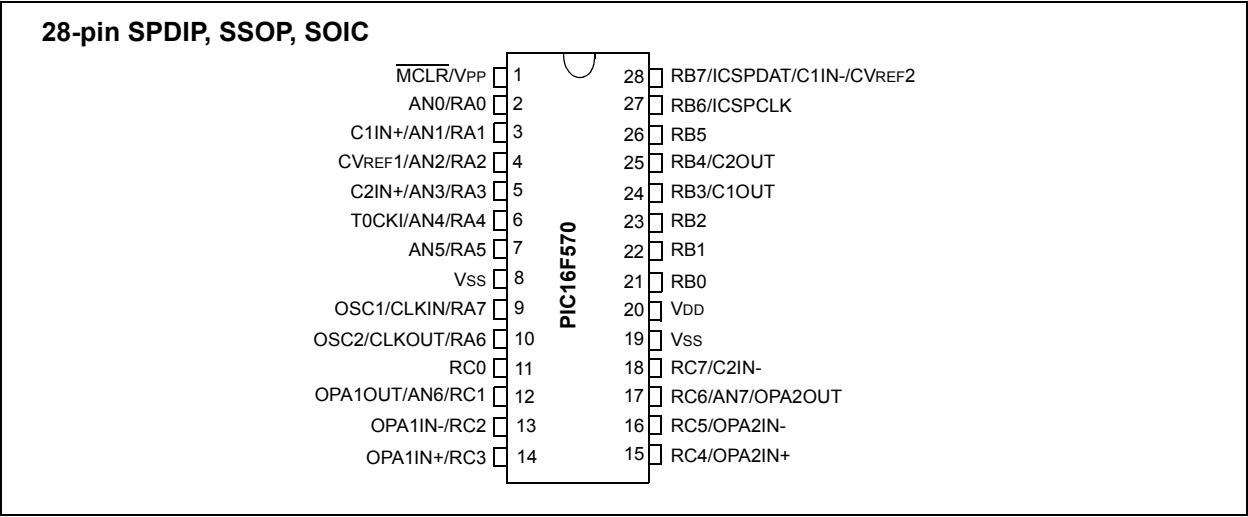 28-pin SPDIP, SSOP, SOIC
MCLR/VPP 1 28 RB7/ICSPDAT/C1IN-/CVREF2
AN0/RA0 2 27 RB6/ICSPCLK
C1IN+/AN1/RA1 3 26 RB5
CVREF1/AN2/RA2 4 25 RB4/C2OUT
C2IN+/AN3/RA3 5 24 RB3/C1OUT
T0CKI/AN4/RA4 6 23 RB2
AN5/RA5 7 22 RB1
VSS 8 21 RB0
OSC1/CLKIN/RA7 9 20 VDD
OSC2/CLKOUT/RA6 10 19 VSS
RC0 11 18 RC7/C2IN-
OPA1OUT/AN6/RC1 12 17 RC6/AN7/OPA2OUT
OPA1IN-/RC2 13 16 RC5/OPA2IN-
OPA1IN+/RC3 14 15 RC4/OPA2IN+
PIC16F570